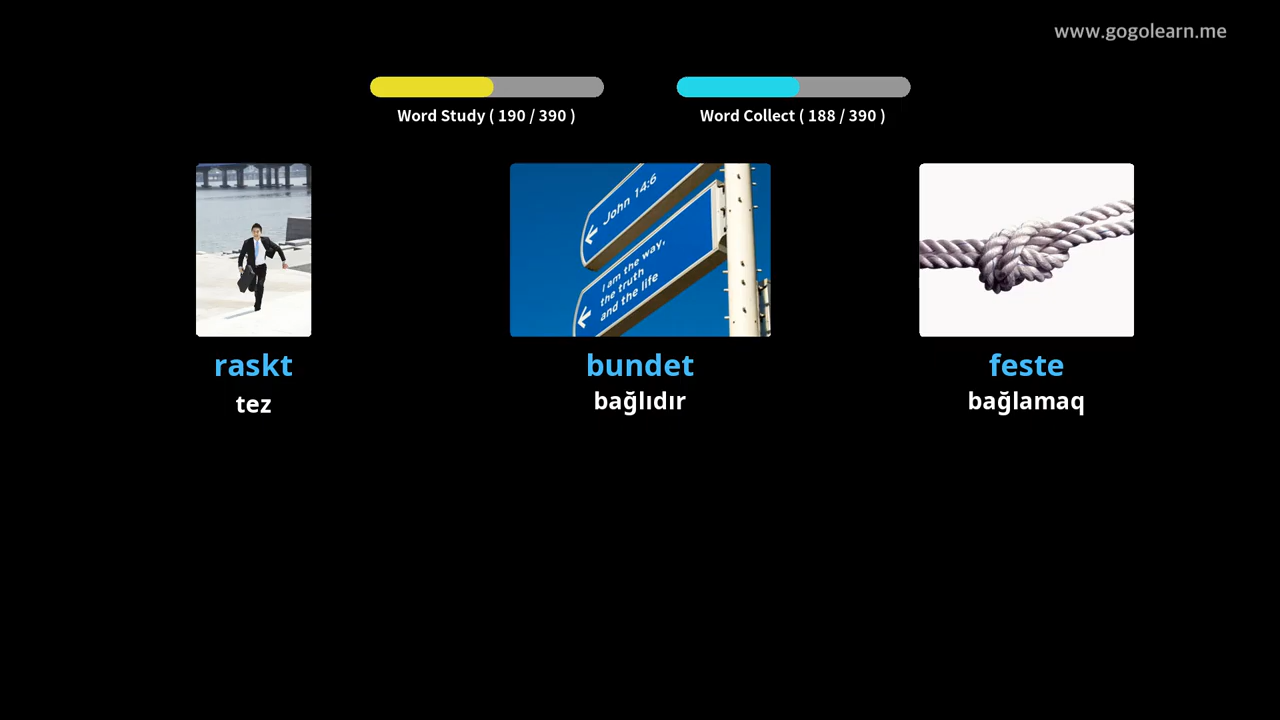 www.gogolearn.me
Word Study ( 190 / 390 )
Word Collect ( 188 / 390 )
John 14:6
I am the way,
the truth
and the life
raskt
bundet
feste
tez
bağlıdır
bağlamaq